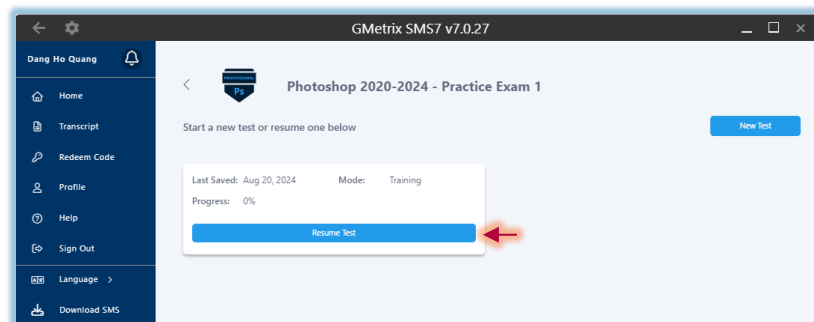 GMetrix SMS7 v7.0.27
Dang Ho Quang
Home
Transcript
Redeem Code
Profile
Help
Sign Out
Language >
Download SMS
PROFESSIONAL
Ps
Photoshop 2020-2024 - Practice Exam 1
Start a new test or resume one below
New Test
Last Saved: Aug 20, 2024 Mode: Training
Progress: 0%
Resume Test